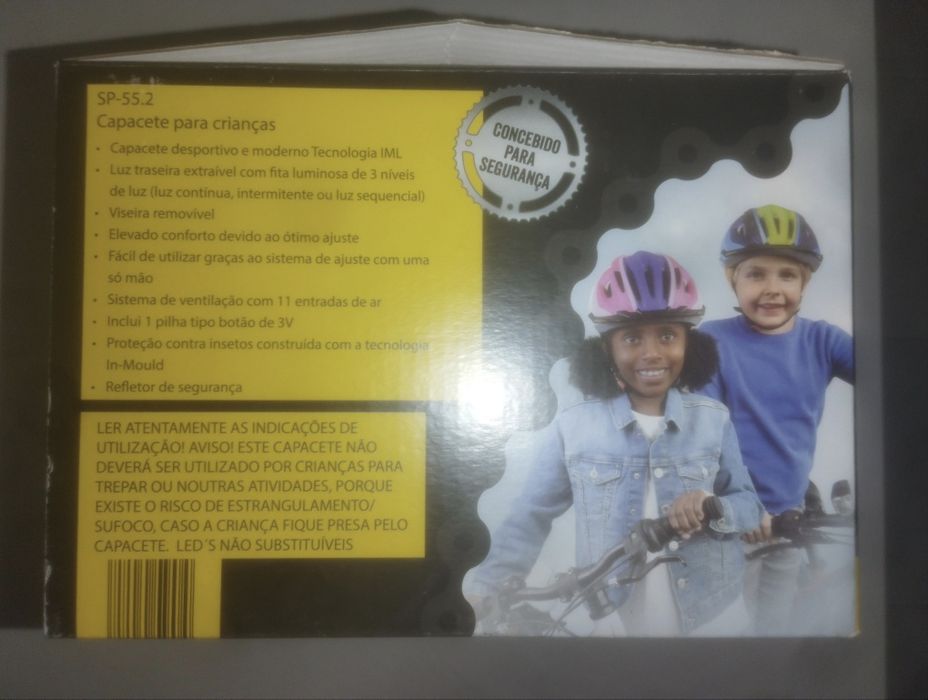 SP-55.2
Capacete para crianças
• Capacete desportivo e moderno Tecnologia IML
• Luz traseira extraível com fita luminosa de 3 níveis
de luz (luz contínua, intermitente ou luz sequencial)
• Viseira removível
• Elevado conforto devido ao ótimo ajuste
• Fácil de utilizar graças ao sistema de ajuste com uma
só mão
• Sistema de ventilação com 11 entradas de ar
• Inclui 1 pilha tipo botão de 3V
• Proteção contra insetos construída com a tecnologia
In-Mould
• Refletor de segurança
CONCEBIDO
PARA
SEGURANÇA
LER ATENTAMENTE AS INDICAÇÕES DE
UTILIZAÇÃO! AVISO! ESTE CAPACETE NÃO
DEVERÁ SER UTILIZADO POR CRIANÇAS PARA
TREPAR OU NOUTRAS ATIVIDADES, PORQUE
EXISTE O RISCO DE ESTRANGULAMENTO/
SUFOCO, CASO A CRIANÇA FIQUE PRESA PELO
CAPACETE. LED´S NÃO SUBSTITUÍVEIS